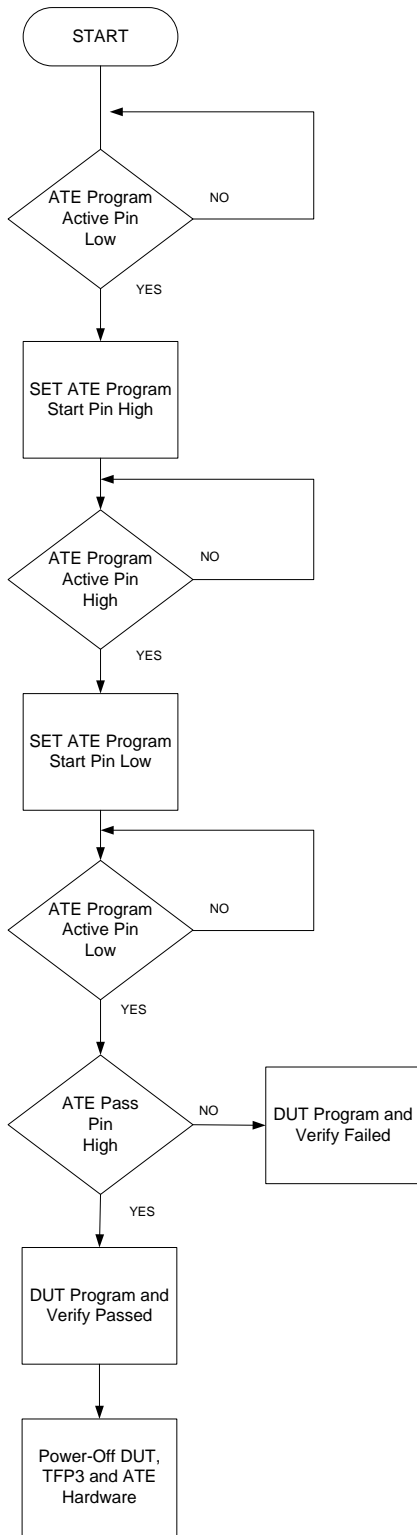 START
ATE Program
Active Pin
Low
NO
YES
SET ATE Program
Start Pin High
ATE Program
Active Pin
High
NO
YES
SET ATE Program
Start Pin Low
ATE Program
Active Pin
Low
NO
YES
ATE Pass
Pin
High
NO
DUT Program and
Verify Failed
YES
DUT Program and
Verify Passed
Power-Off DUT,
TFP3 and ATE
Hardware